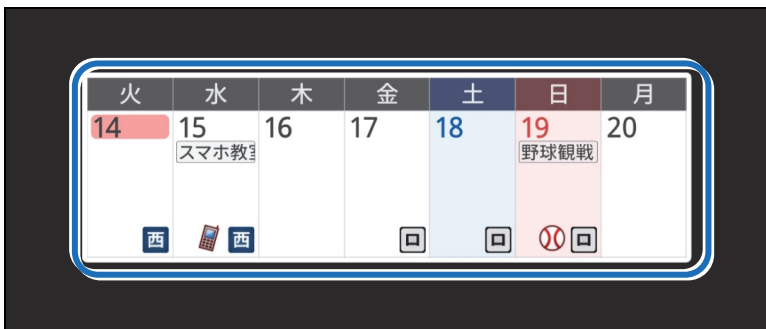 火 水 木 金 土 日 月
14 15 16 17 18 19 20
スマホ教 野球観戦
西 西 ロ ロ ロ